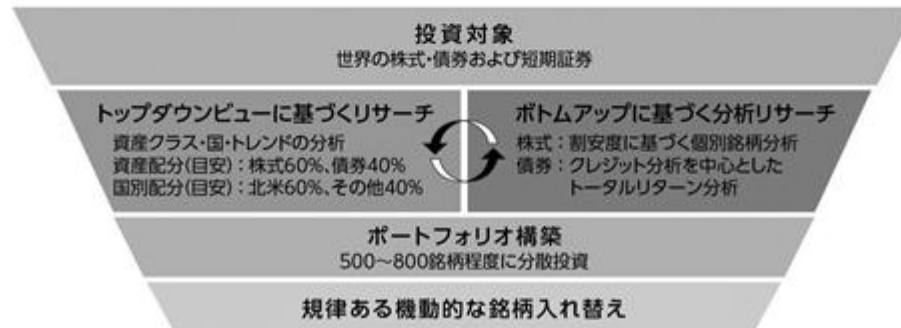 投資対象
世界の株式・債券および短期証券
トップダウンビューに基づくリサーチ
資産クラス・国・トレンドの分析
資産配分(目安)：株式60%、債券40%
国別配分(目安)：北米60%、その他40%
ボトムアップに基づく分析リサーチ
株式：割安度に基づく個別銘柄分析
債券：クレジット分析を中心とした
トータルリターン分析
ポートフォリオ構築
500～800銘柄程度に分散投資
規律ある機動的な銘柄入れ替え